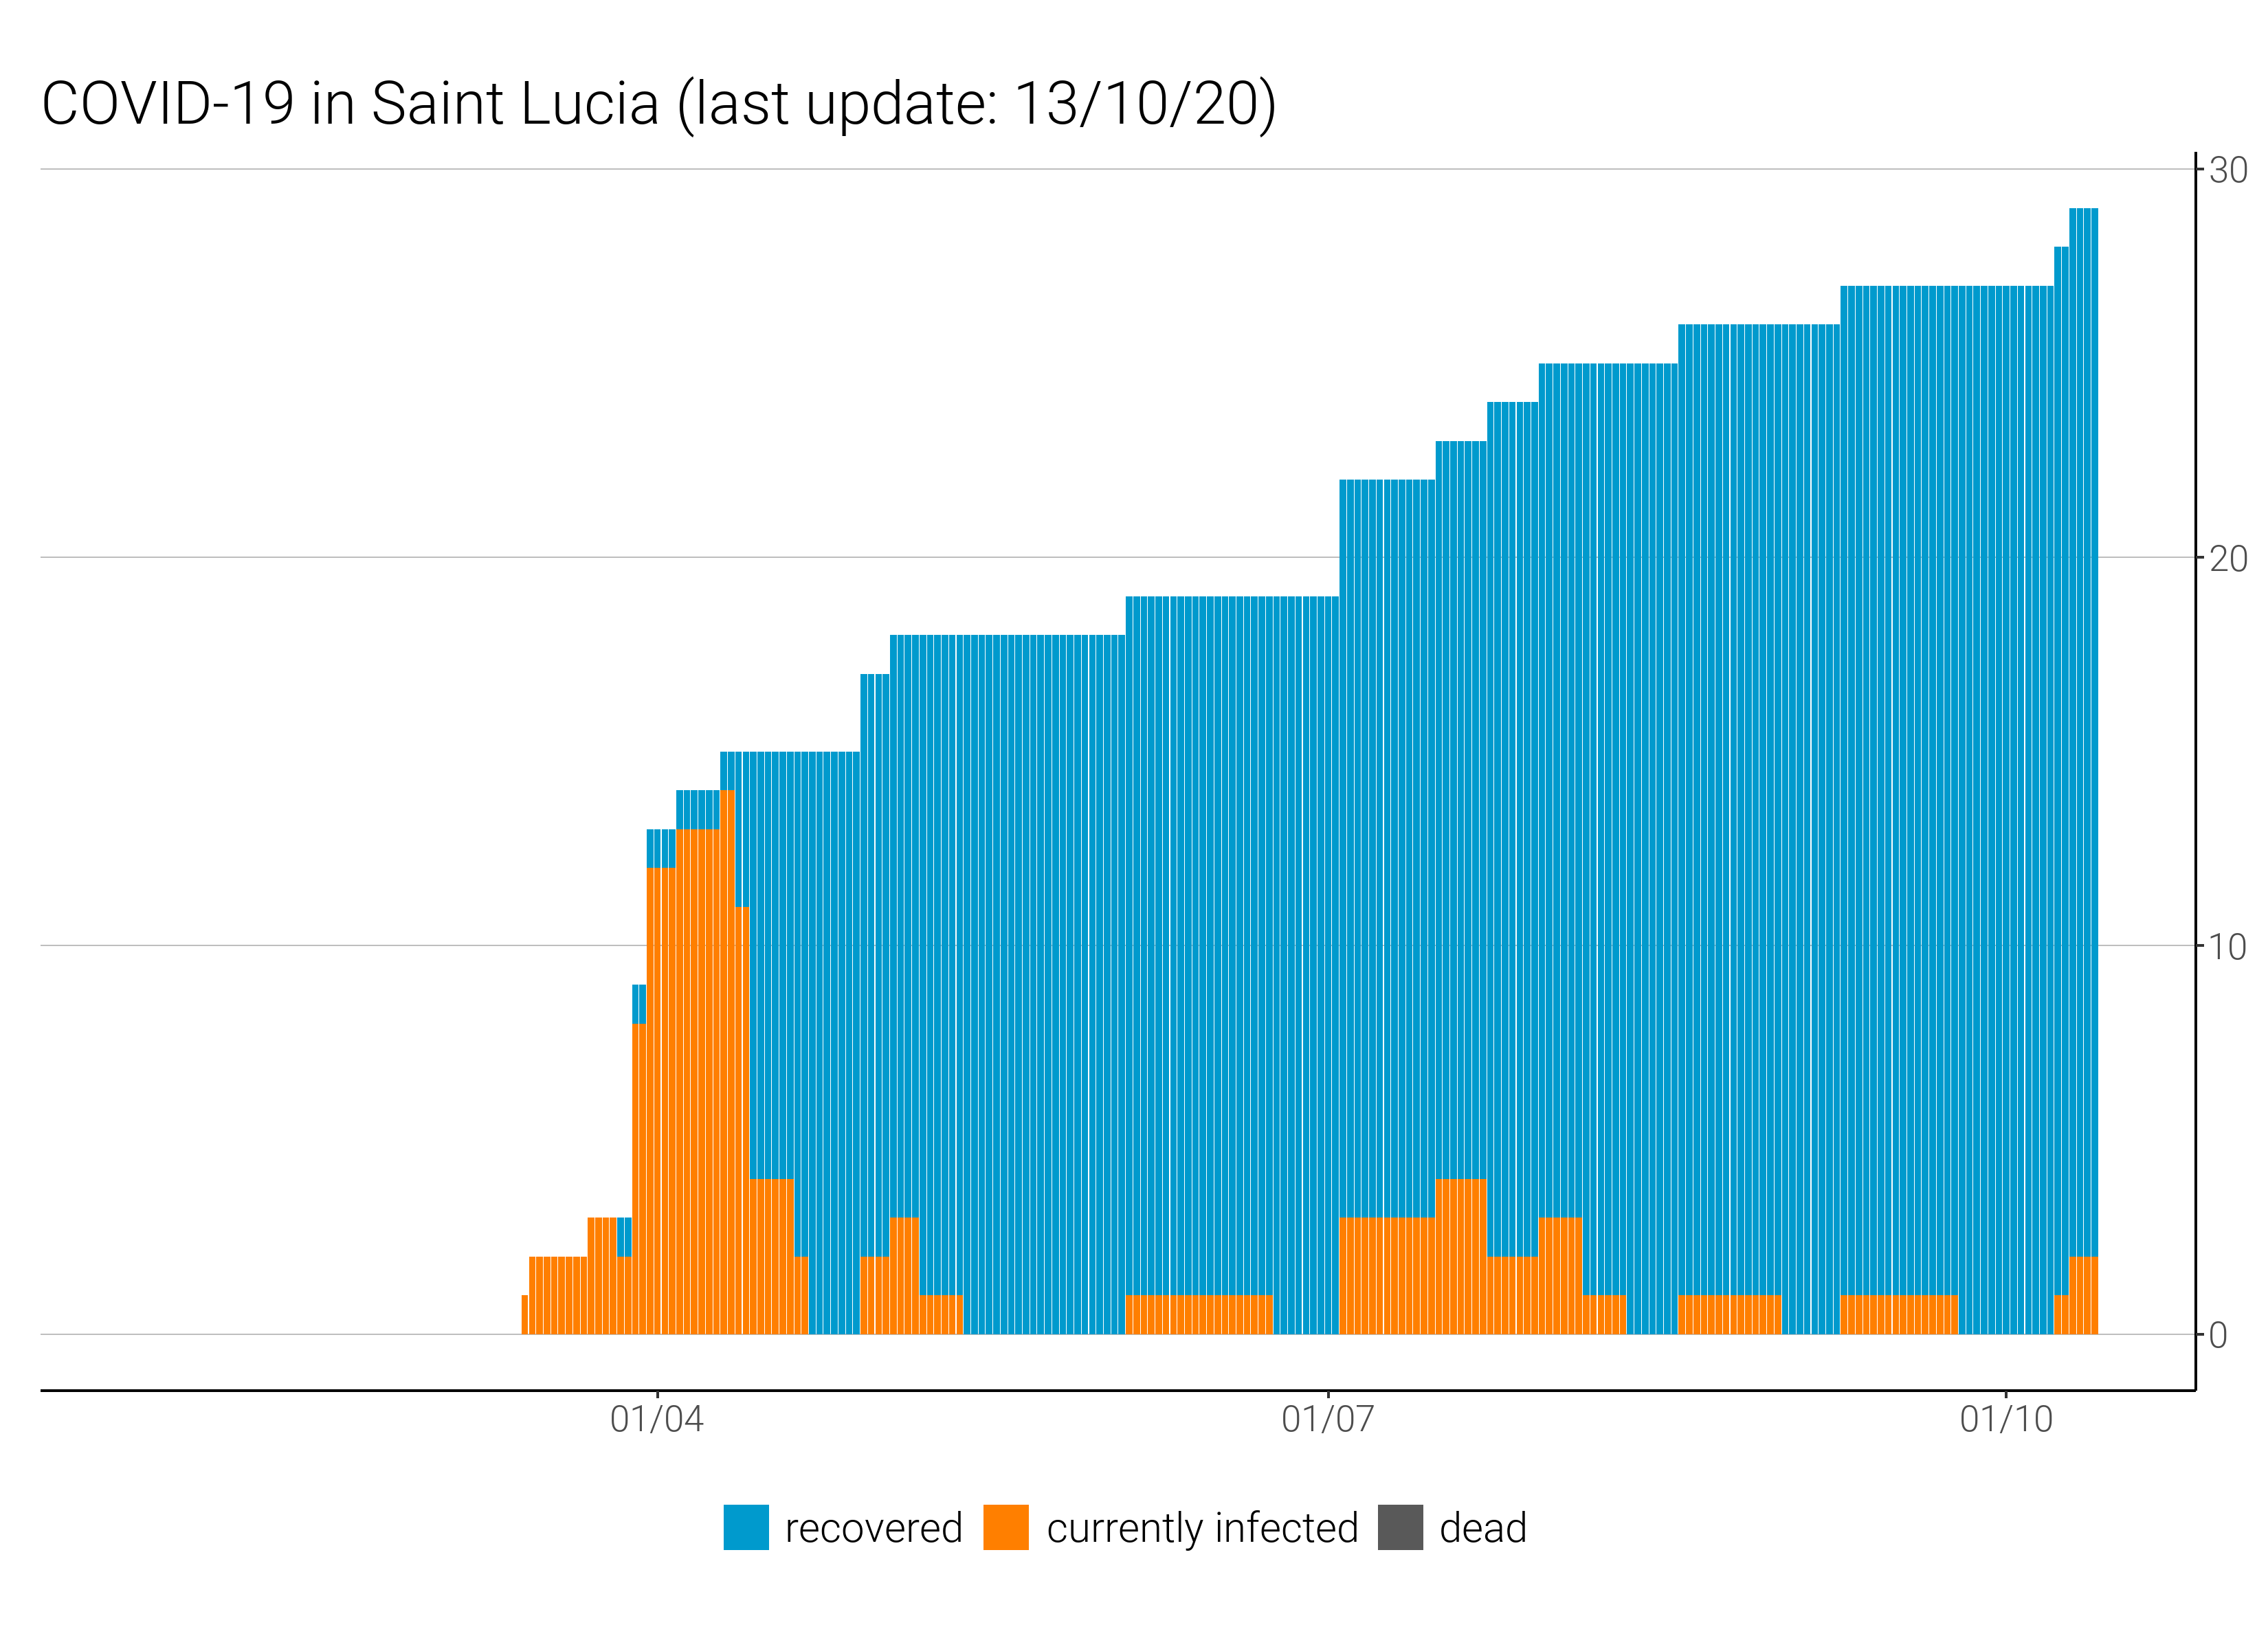 COVID-19 in Saint Lucia (last update: 13/10/20)
30
20
10
0
01/04 01/07 01/10
recovered currently infected dead